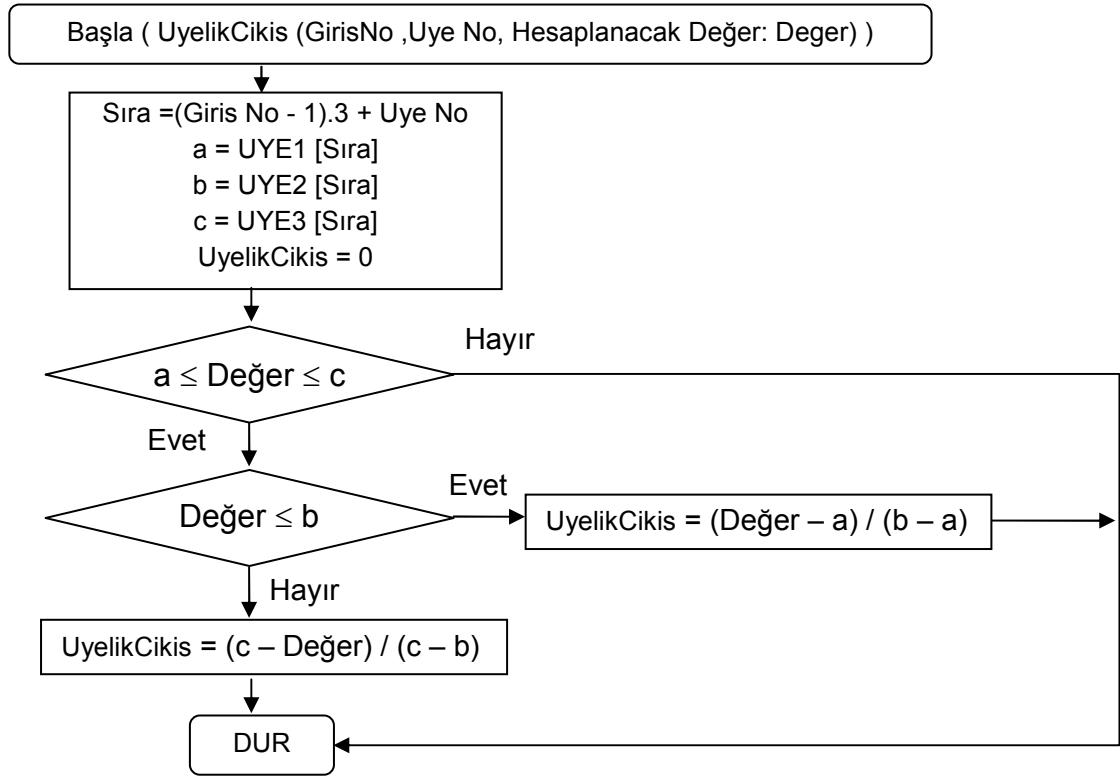 Başla ( UyelikCikis (GirisNo ,Uye No, Hesaplanacak Değer: Deger) )
Sıra =(Giris No - 1).3 + Uye No
a = UYE1 [Sıra]
b = UYE2 [Sıra]
c = UYE3 [Sıra]
UyelikCikis = 0
Hayır
a ≤ Değer ≤ c
Evet
Evet
Değer ≤ b
UyelikCikis = (Değer – a) / (b – a)
Hayır
UyelikCikis = (c – Değer) / (c – b)
DUR